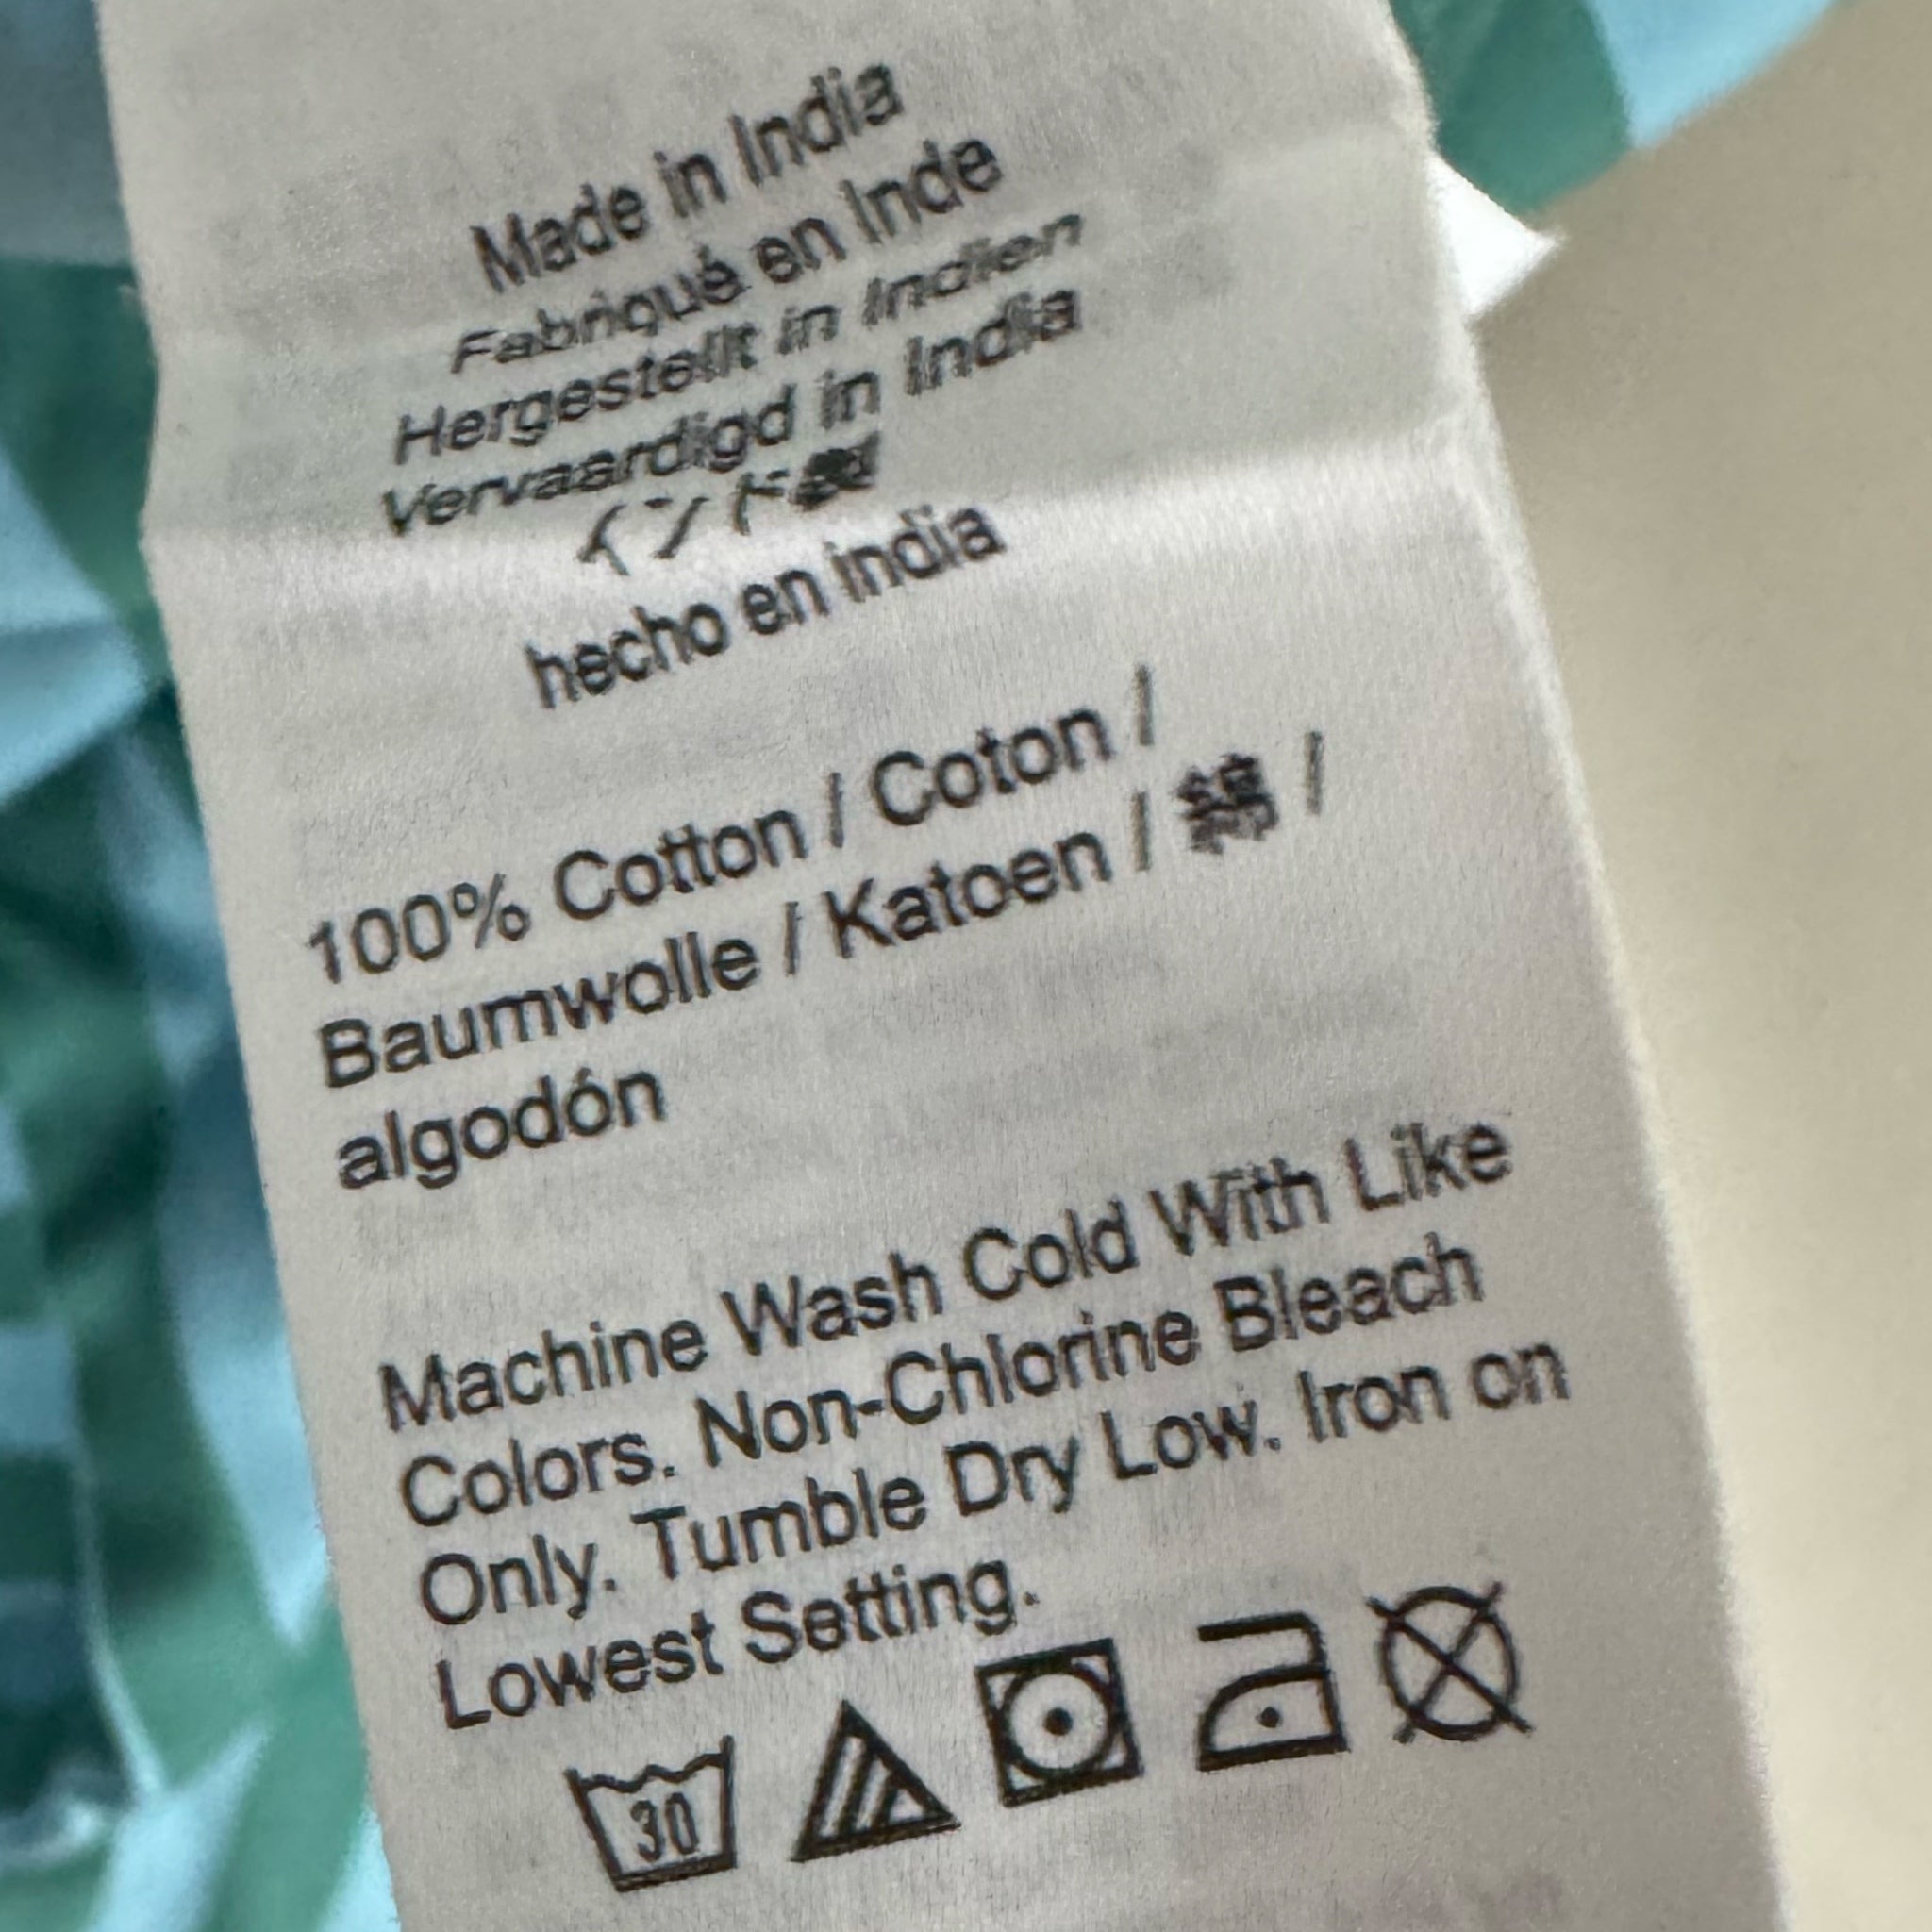 Made in India
Fabriqué en Inde
Hergestellt in Indien
Vervaardigd in India
インド製
hecho en india
100% Cotton / Coton /
Baumwolle / Katoen / 綿 /
algodón
Machine Wash Cold With Like
Colors. Non-Chlorine Bleach
Only. Tumble Dry Low. Iron on
Lowest Setting.
30